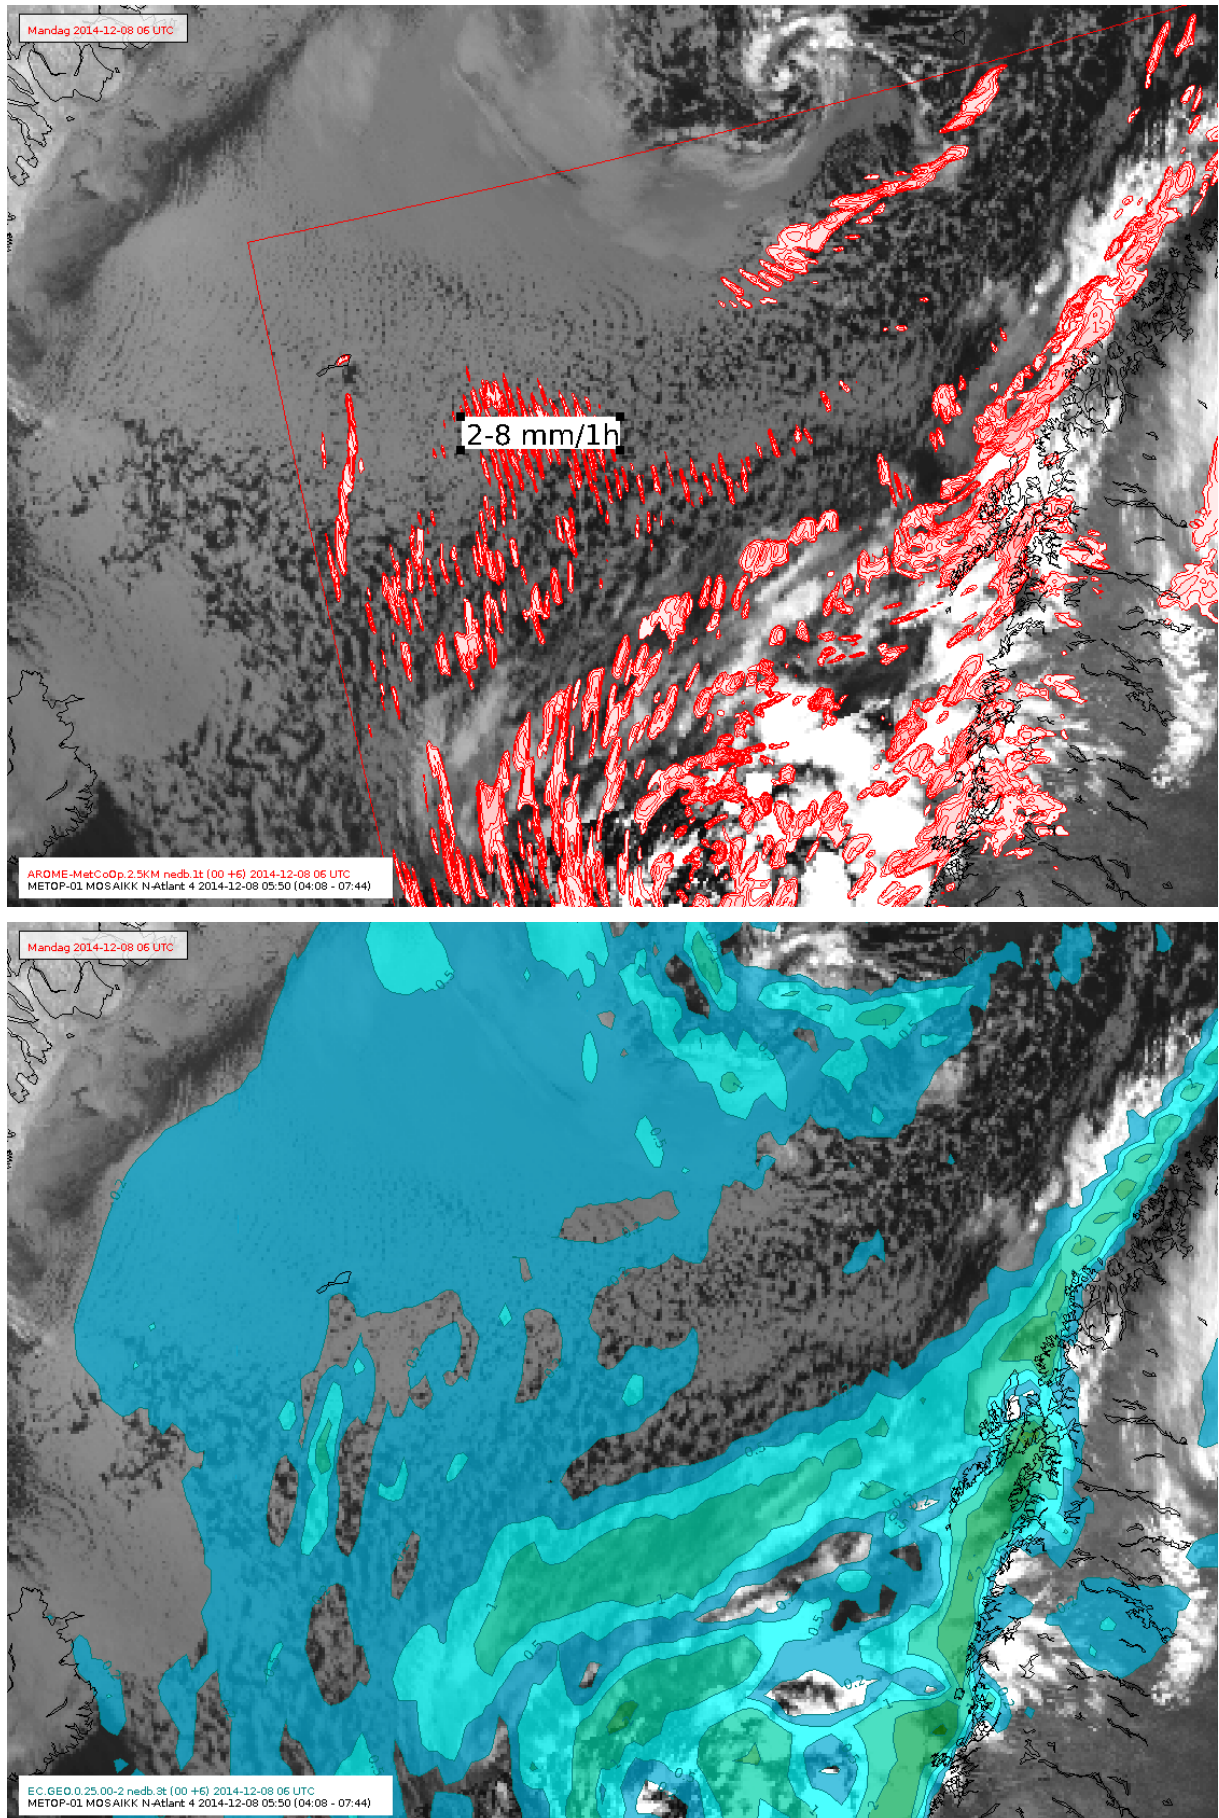 Mandag 2014-12-08 06 UTC
2-8 mm/1h
AROME-MetCoOp.2.5KM nedb.1t (00 +6) 2014-12-08 06 UTC
METOP-01 MOSAIKK N-Atlant 4 2014-12-08 05:50 (04:08 - 07:44)
Mandag 2014-12-08 06 UTC
EC.GEO.0.25.00-2 nedb.3t (00 +6) 2014-12-08 06 UTC
METOP-01 MOSAIKK N-Atlant 4 2014-12-08 05:50 (04:08 - 07:44)